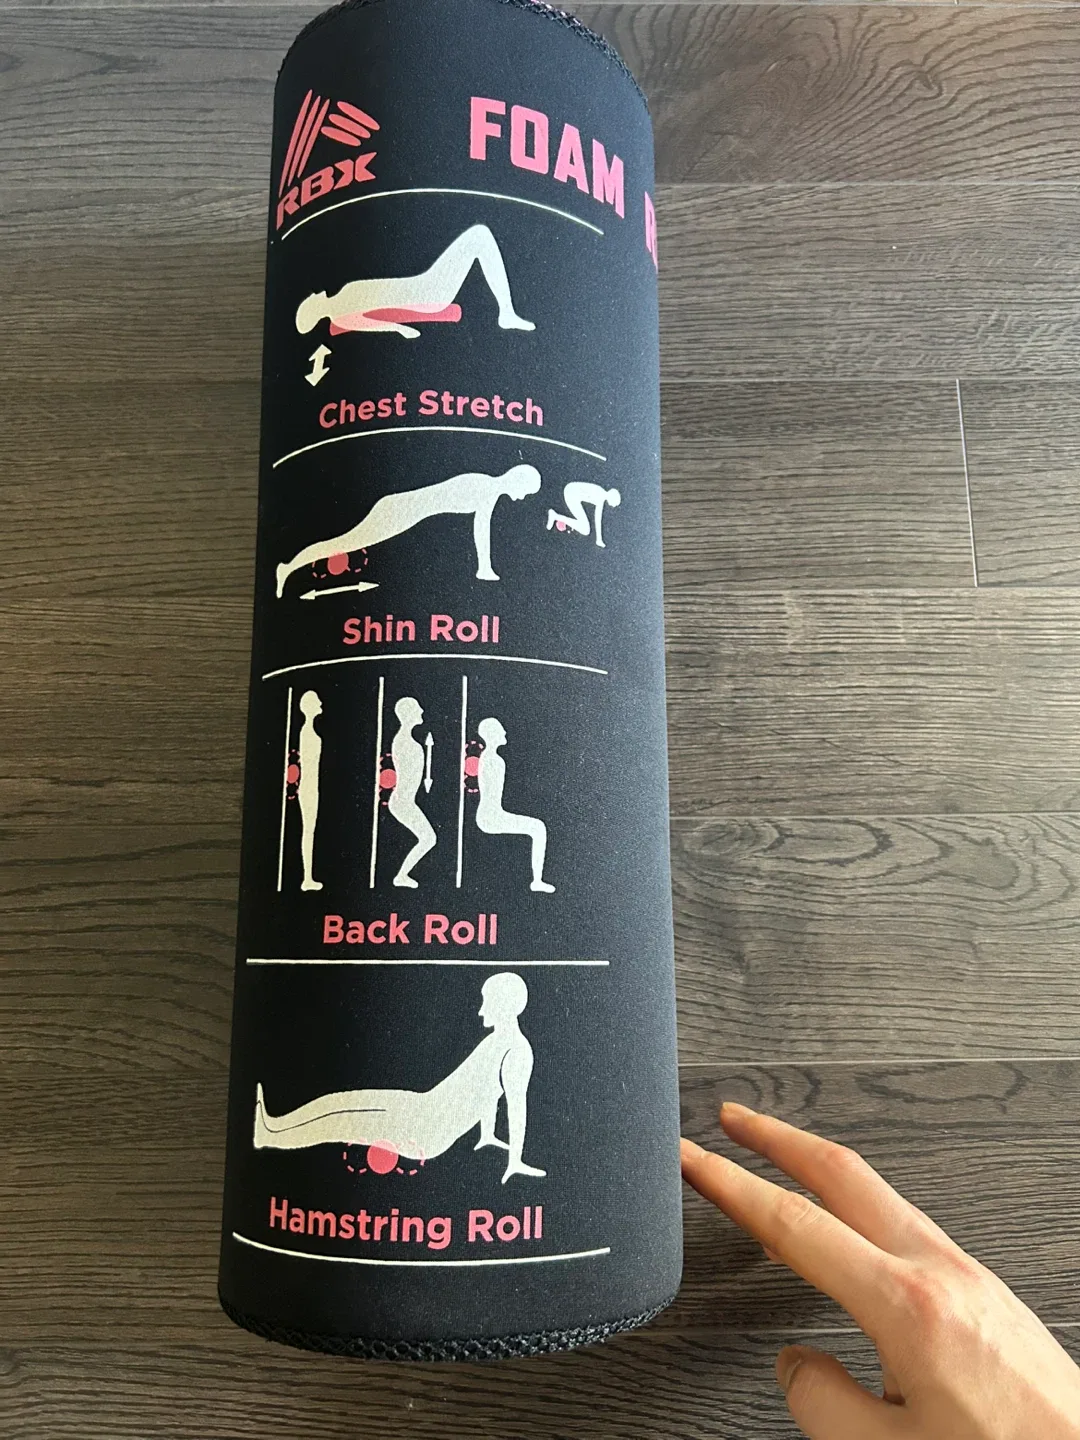 RBX
FOAM
Chest Stretch
Shin Roll
Back Roll
Hamstring Roll